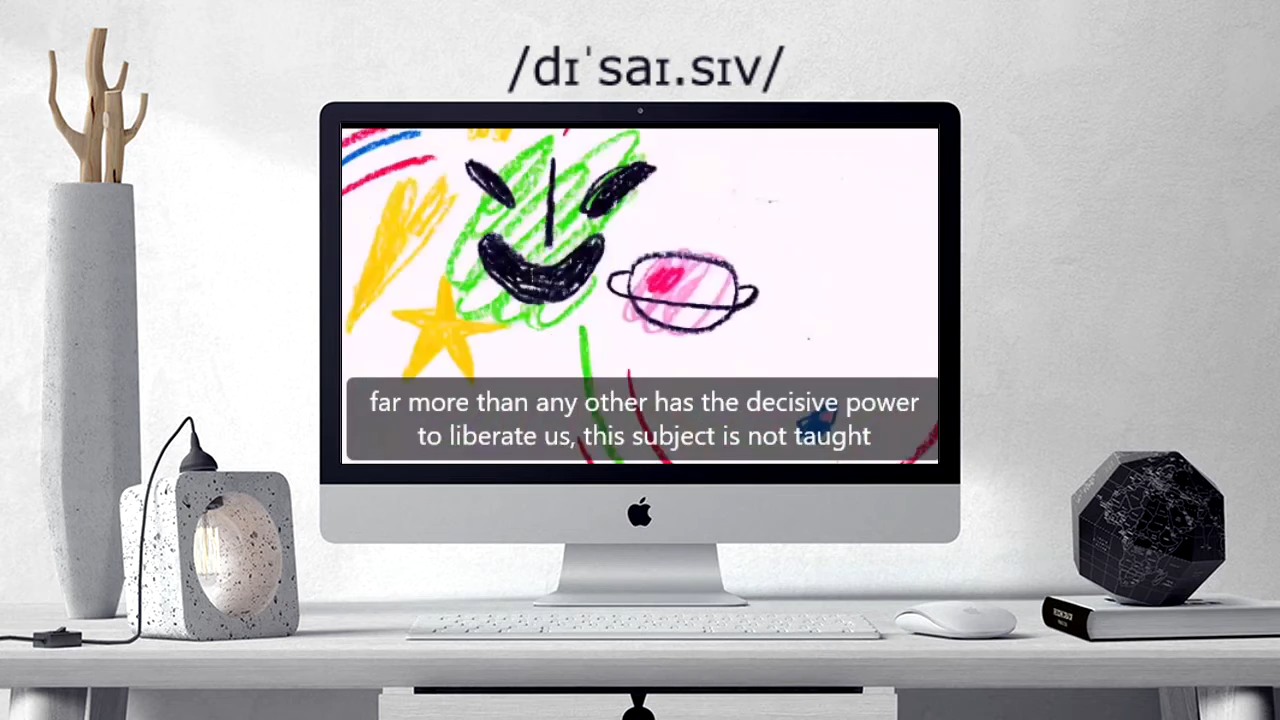 /dɪˈsaɪ.sɪv/
far more than any other has the decisive power
to liberate us, this subject is not taught